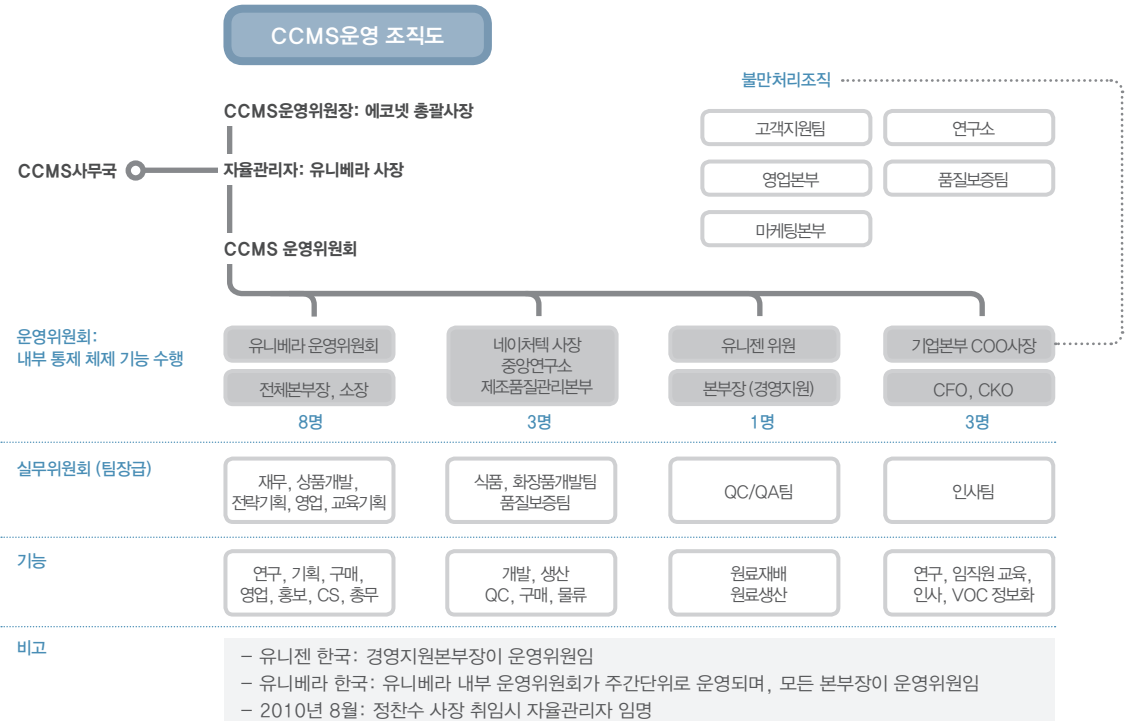 CCMS운영 조직도
불만처리조직
CCMS운영위원장: 에코넷 총괄사장
고객지원팀
연구소
CCMS사무국
자율관리자: 유니베라 사장
영업본부
품질보증팀
마케팅본부
CCMS 운영위원회
운영위원회:
내부 통제 체제 기능 수행
유니베라 운영위원회
전체본부장, 소장
8명
네이처텍 사장
중앙연구소
제조품질관리본부
3명
유니젠 위원
본부장 (경영지원)
1명
기업본부 COO사장
CFO, CKO
3명
실무위원회 (팀장급)
재무, 상품개발,
전략기획, 영업, 교육기획
식품, 화장품개발팀
품질보증팀
QC/QA팀
인사팀
기능
연구, 기획, 구매,
영업, 홍보, CS, 총무
개발, 생산
QC, 구매, 물류
원료재배
원료생산
연구, 임직원 교육,
인사, VOC 정보화
비고
– 유니젠 한국: 경영지원본부장이 운영위원임
– 유니베라 한국: 유니베라 내부 운영위원회가 주간단위로 운영되며, 모든 본부장이 운영위원임
– 2010년 8월: 정찬수 사장 취임시 자율관리자 임명